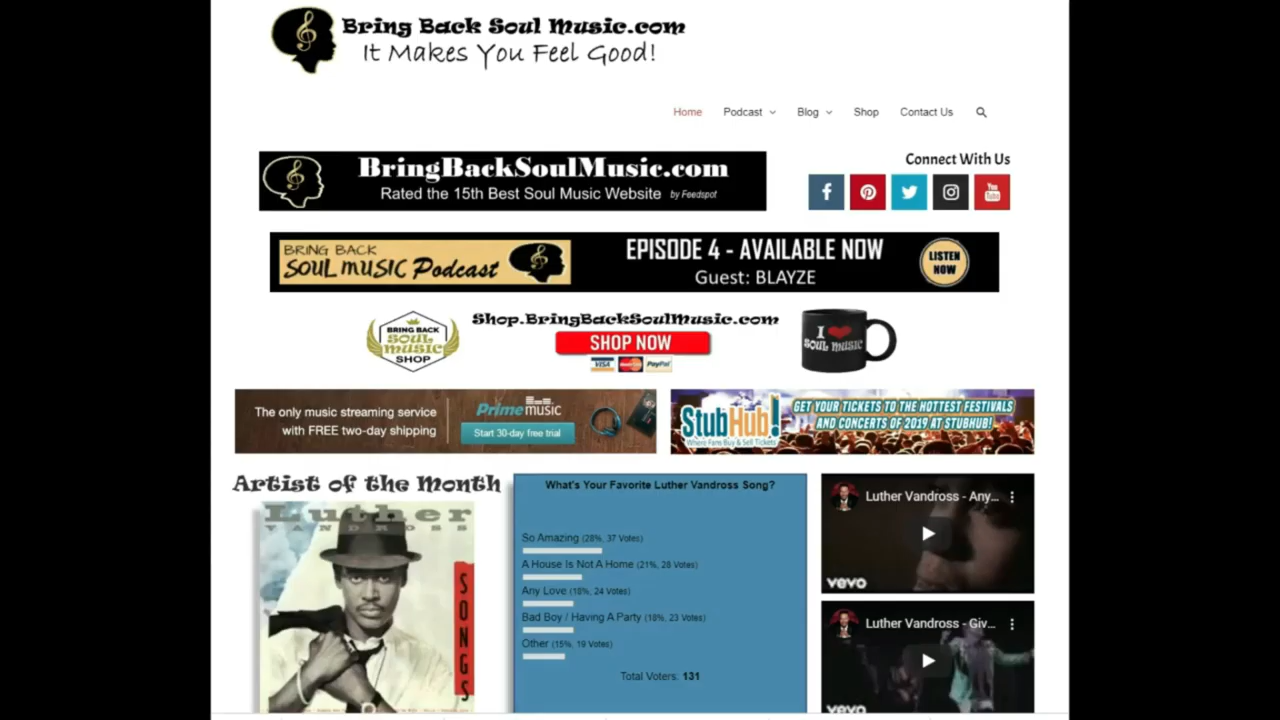 Bring Back Soul Music.com
It Makes You Feel Good!
Home Podcast Blog Shop Contact Us
BringBackSoulMusic.com
Rated the 15th Best Soul Music Website by Feedspot
Connect With Us
You
Tube
BRING BACK
SOUL MUSIC Podcast
EPISODE 4 - AVAILABLE NOW
Guest: BLAYZE
LISTEN
NOW
BRING BACK
SOUL
MUSIC
SHOP
Shop.BringBackSoulMusic.com
SHOP NOW
VISA MasterCard PayPal
I
SOUL MUSIC
The only music streaming service
with FREE two-day shipping
Prime music
Start 30-day free trial
StubHub!
Where Fans Buy & Sell Tickets
GET YOUR TICKETS TO THE HOTTEST FESTIVALS
AND CONCERTS OF 2019 AT STUBHUB!
Artist of the Month
Luther
VANDROSS
SONGS
What's Your Favorite Luther Vandross Song?
So Amazing (28%, 37 Votes)
A House Is Not A Home (21%, 28 Votes)
Any Love (18%, 24 Votes)
Bad Boy / Having A Party (18%, 23 Votes)
Other (15%, 19 Votes)
Total Voters: 131
Luther Vandross - Any...
vevo
Luther Vandross - Giv...
vevo